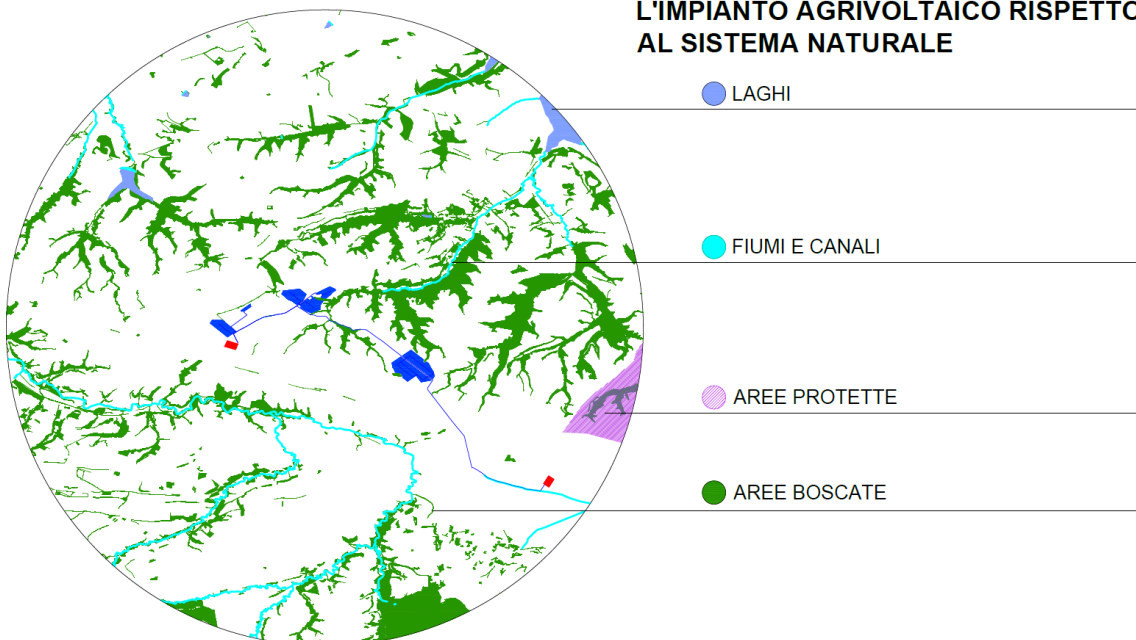 L'IMPIANTO AGRIVOLTAICO RISPETTO
AL SISTEMA NATURALE
LAGHI
FIUMI E CANALI
AREE PROTETTE
AREE BOSCATE